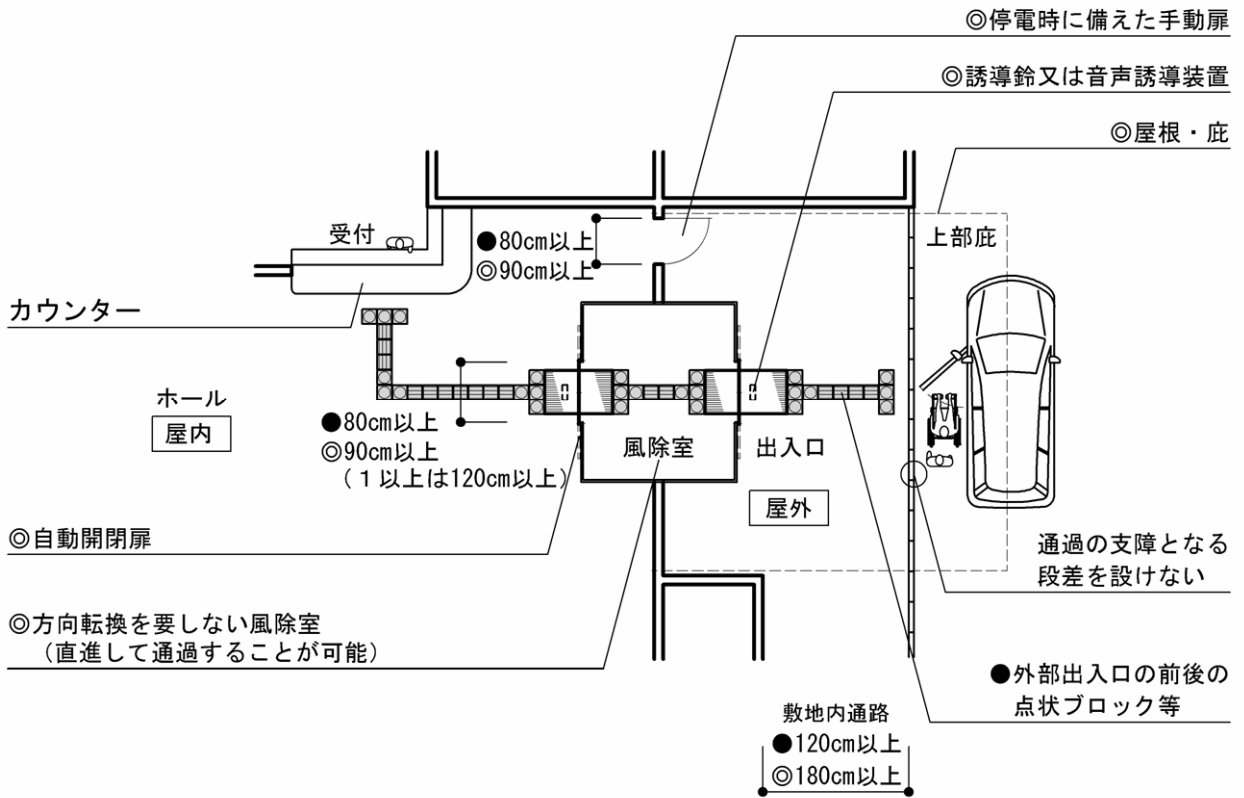 ◎停電時に備えた手動扉
◎誘導鈴又は音声誘導装置
◎屋根・庇
上部庇
受付
●80cm以上
◎90cm以上
カウンター
ホール
屋内
●80cm以上
◎90cm以上
（１以上は120cm以上）
風除室
出入口
屋外
◎自動開閉扉
通過の支障となる
段差を設けない
◎方向転換を要しない風除室
（直進して通過することが可能）
●外部出入口の前後の
点状ブロック等
敷地内通路
●120cm以上
◎180cm以上